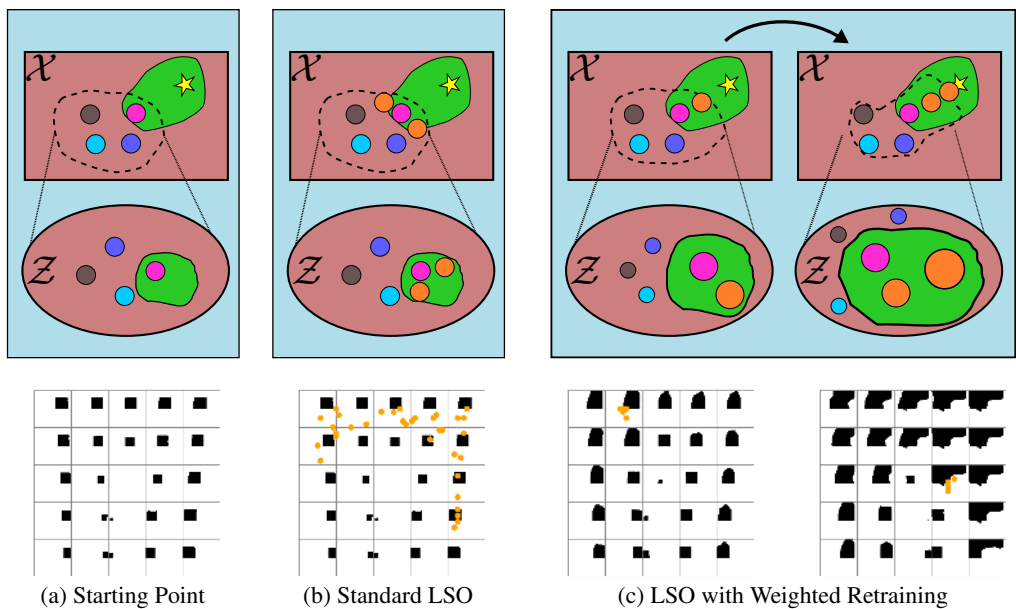 𝒳
𝒳
𝒳
𝒳
𝒵
𝒵
𝒵
𝒵
(a) Starting Point
(b) Standard LSO
(c) LSO with Weighted Retraining